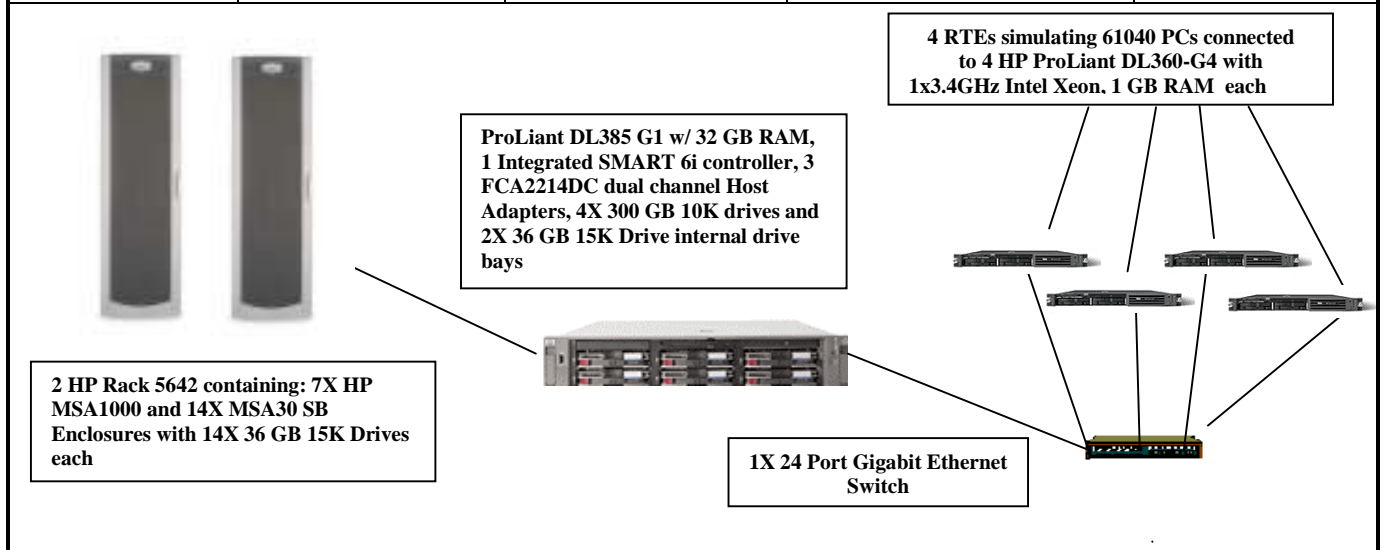 4 RTEs simulating 61040 PCs connected
to 4 HP ProLiant DL360-G4 with
1x3.4GHz Intel Xeon, 1 GB RAM each
ProLiant DL385 G1 w/ 32 GB RAM,
1 Integrated SMART 6i controller, 3
FCA2214DC dual channel Host
Adapters, 4X 300 GB 10K drives and
2X 36 GB 15K Drive internal drive
bays
2 HP Rack 5642 containing: 7X HP
MSA1000 and 14X MSA30 SB
Enclosures with 14X 36 GB 15K Drives
each
1X 24 Port Gigabit Ethernet
Switch